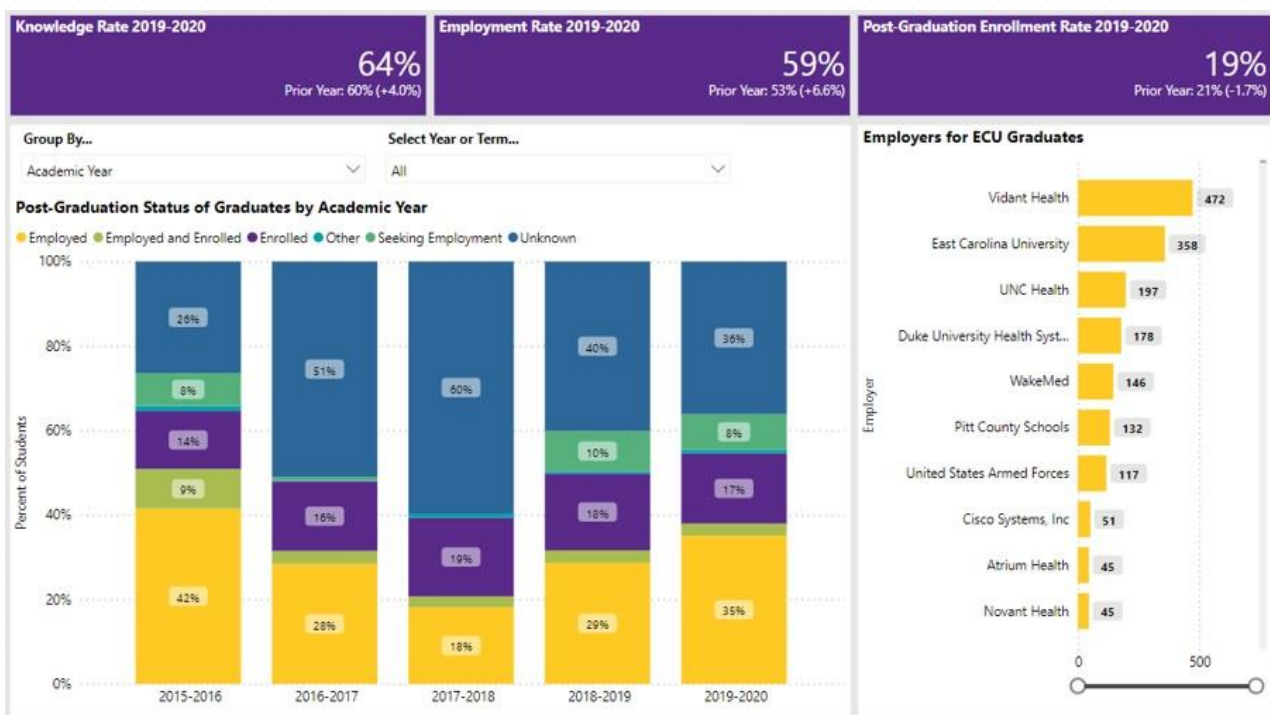 Knowledge Rate 2019-2020
64%
Prior Year: 60% (+4.0%)
Employment Rate 2019-2020
59%
Prior Year: 53% (+6.6%)
Post-Graduation Enrollment Rate 2019-2020
19%
Prior Year: 21% (-1.7%)
Group By...
Academic Year
Select Year or Term...
All
Post-Graduation Status of Graduates by Academic Year
Employed Employed and Enrolled Enrolled Other Seeking Employment Unknown
Percent of Students
100%
80%
60%
40%
20%
0%
26%
8%
14%
9%
42%
51%
16%
28%
60%
19%
18%
40%
10%
18%
29%
36%
8%
17%
35%
2015-2016 2016-2017 2017-2018 2018-2019 2019-2020
Employers for ECU Graduates
Employer
Vidant Health 472
East Carolina University 358
UNC Health 197
Duke University Health Syst... 178
WakeMed 146
Pitt County Schools 132
United States Armed Forces 117
Cisco Systems, Inc 51
Atrium Health 45
Novant Health 45
0 500